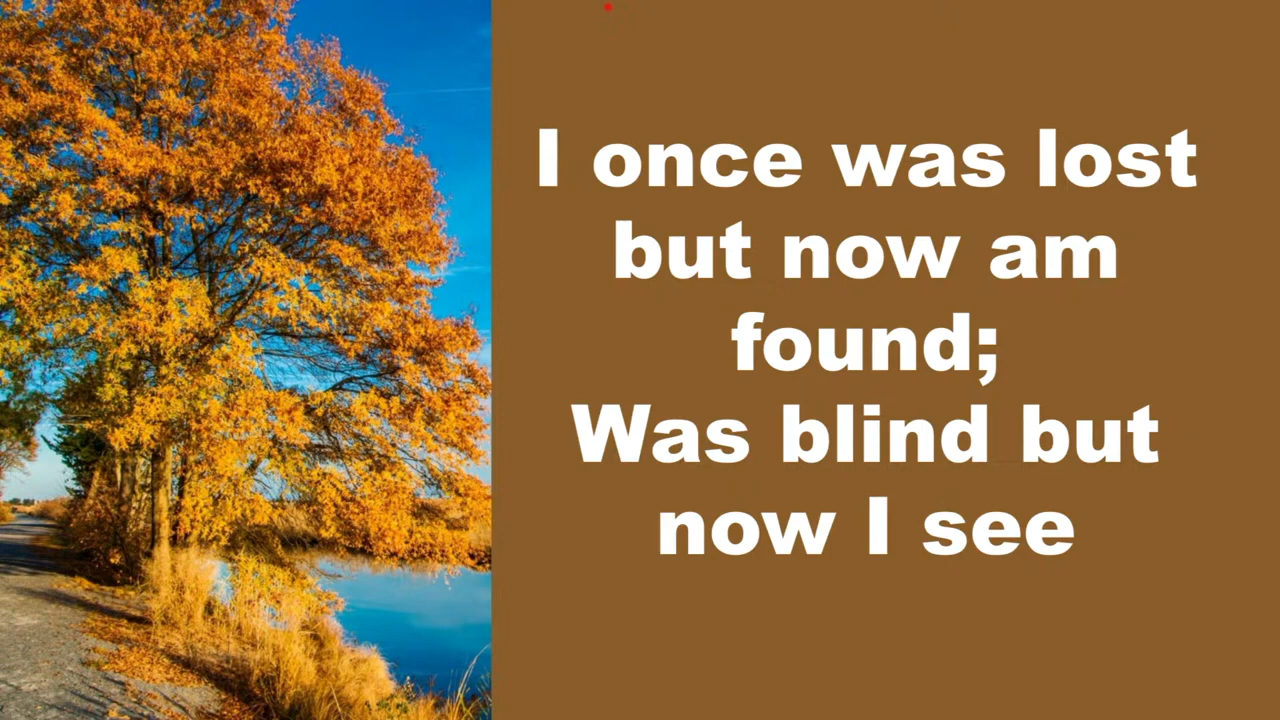 I once was lost
but now am
found;
Was blind but
now I see